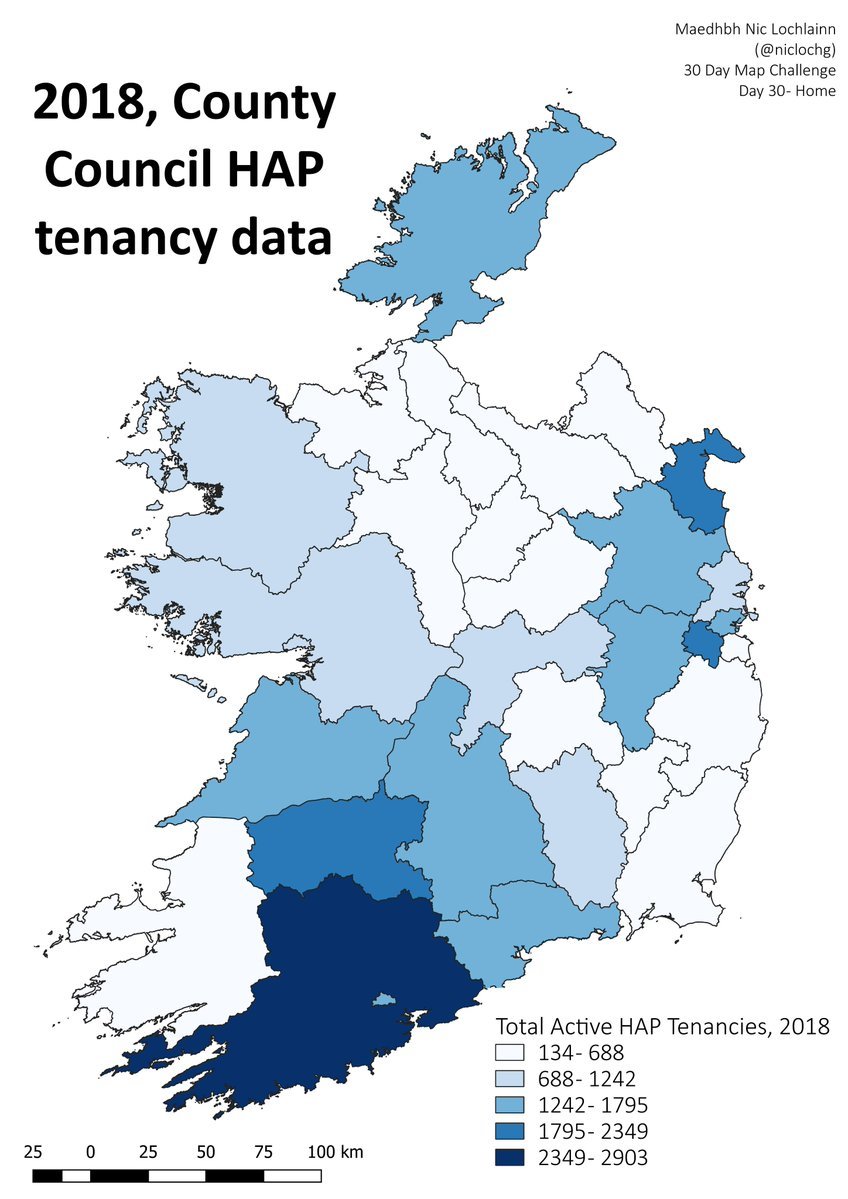 Maedhbh Nic Lochlainn
(@niclochg)
30 Day Map Challenge
Day 30- Home
2018, County
Council HAP
tenancy data
Total Active HAP Tenancies, 2018
134- 688
688- 1242
1242- 1795
1795- 2349
2349- 2903
25 0 25 50 75 100 km